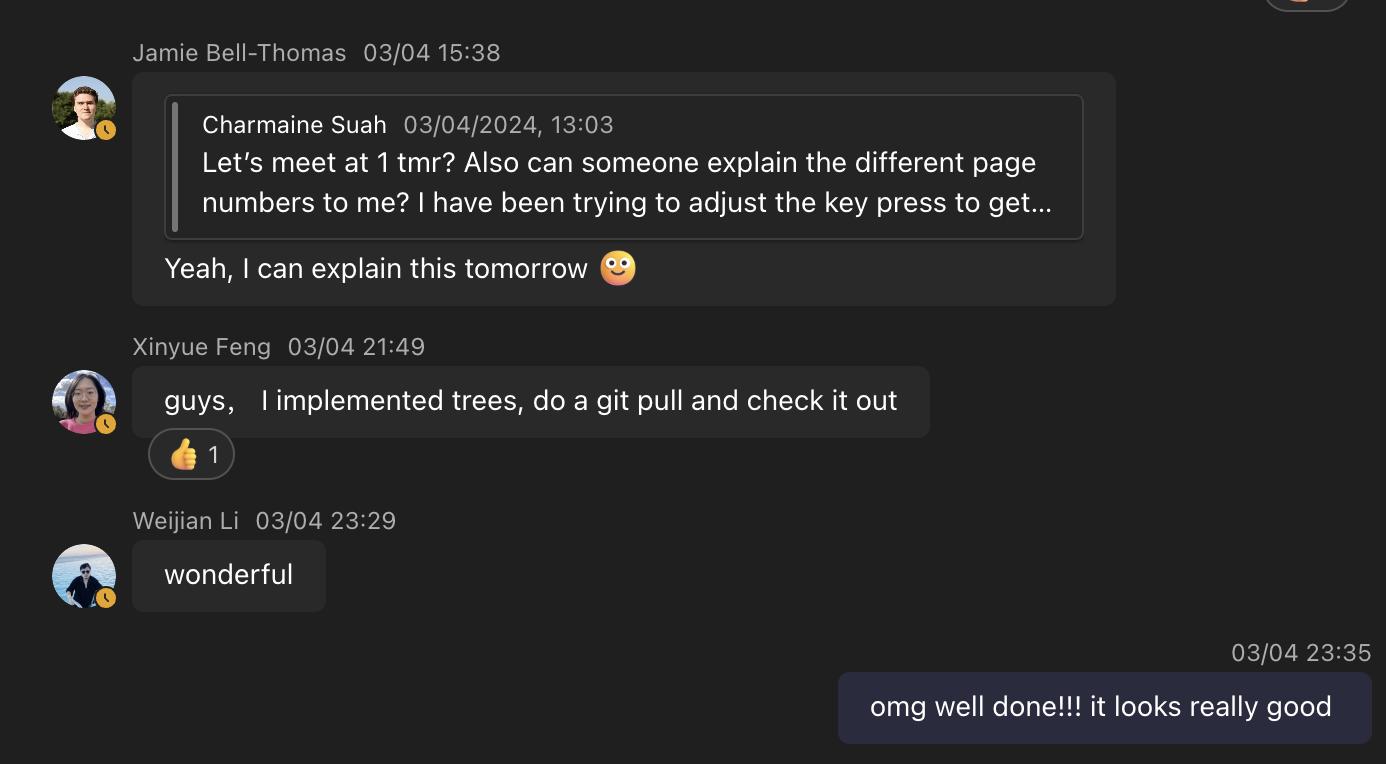 Jamie Bell-Thomas 03/04 15:38
Charmaine Suah 03/04/2024, 13:03
Let’s meet at 1 tmr? Also can someone explain the different page
numbers to me? I have been trying to adjust the key press to get...
Yeah, I can explain this tomorrow
Xinyue Feng 03/04 21:49
guys， I implemented trees, do a git pull and check it out
1
Weijian Li 03/04 23:29
wonderful
03/04 23:35
omg well done!!! it looks really good